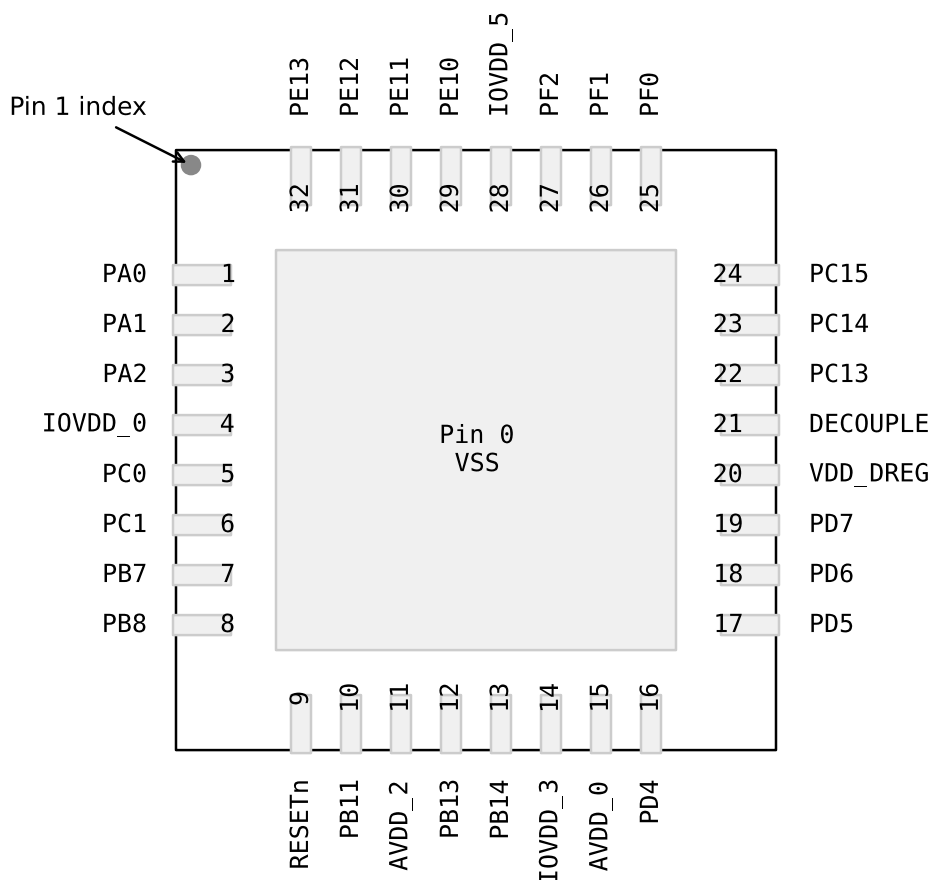 IOVDD_5
PE13
PE12
PE11
PE10
PF2
PF1
PF0
Pin 1 index
32
31
30
29
28
27
26
25
PA0 1
24 PC15
PA1 2
23 PC14
PA2 3
22 PC13
IOVDD_0 4
21 DECOUPLE
Pin 0
VSS
PC0 5
20 VDD_DREG
PC1 6
19 PD7
PB7 7
18 PD6
PB8 8
17 PD5
9
10
11
12
13
14
15
16
RESETn
PB11
AVDD_2
PB13
PB14
IOVDD_3
AVDD_0
PD4